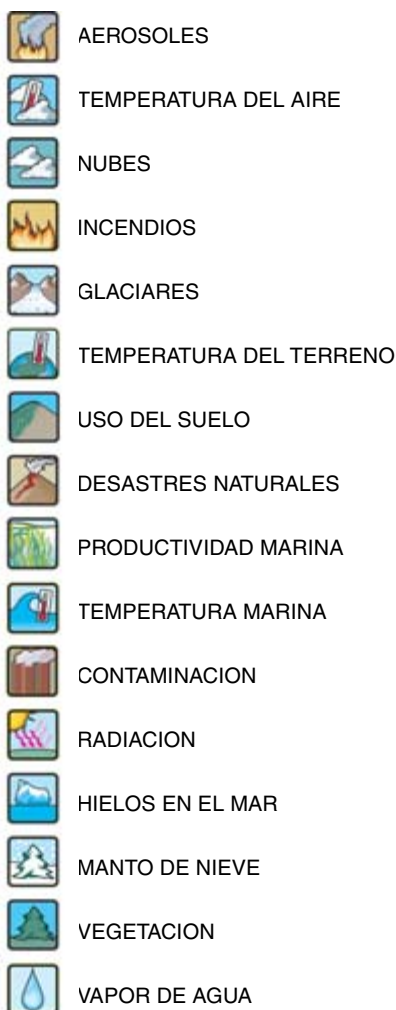 AEROSOLES
TEMPERATURA DEL AIRE
NUBES
INCENDIOS
GLACIARES
TEMPERATURA DEL TERRENO
USO DEL SUELO
DESASTRES NATURALES
PRODUCTIVIDAD MARINA
TEMPERATURA MARINA
CONTAMINACION
RADIACION
HIELOS EN EL MAR
MANTO DE NIEVE
VEGETACION
VAPOR DE AGUA